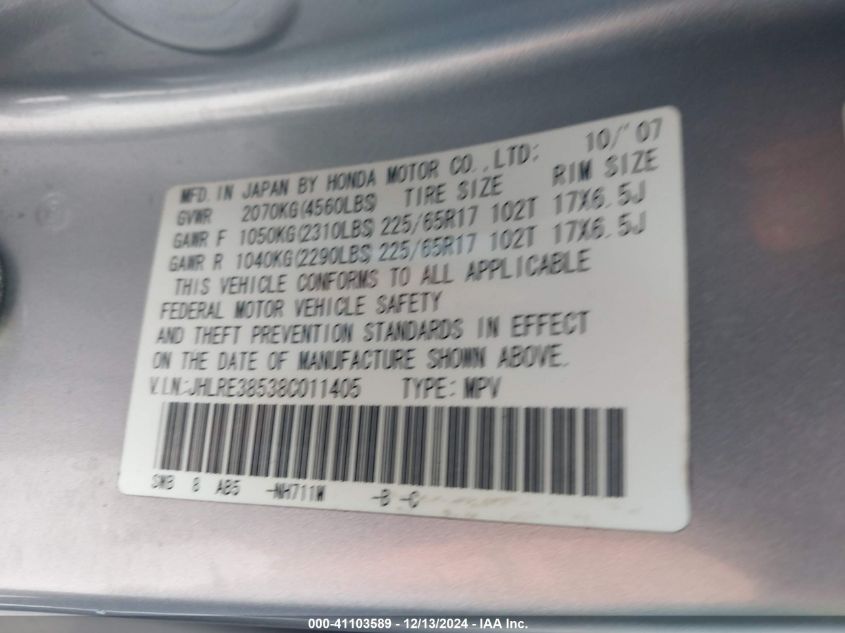 MFD. IN JAPAN BY HONDA MOTOR CO.,LTD: 10/'07
GVWR 2070KG(4560LBS) TIRE SIZE RIM SIZE
GAWR F 1050KG(2310LBS) 225/65R17 102T 17X6.5J
GAWR R 1040KG(2290LBS) 225/65R17 102T 17X6.5J
THIS VEHICLE CONFORMS TO ALL APPLICABLE
FEDERAL MOTOR VEHICLE SAFETY
AND THEFT PREVENTION STANDARDS IN EFFECT
ON THE DATE OF MANUFACTURE SHOWN ABOVE.
V.I.N:JHLRE38538C011405 TYPE: MPV
SWB 8 AB5 -NH711M -B -C
000-41103589 - 12/13/2024 - IAA Inc.